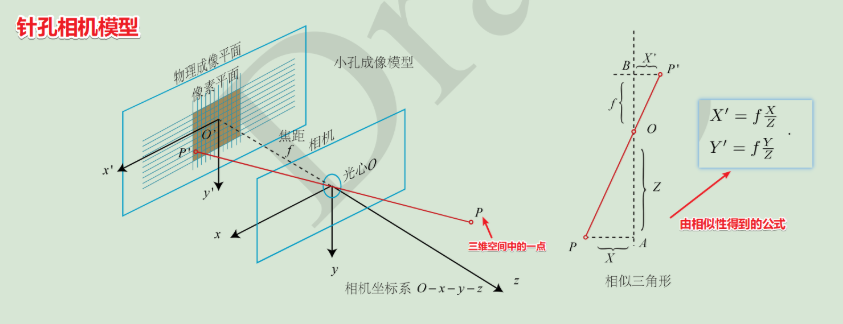 针孔相机模型
物理成像平面
像素平面
小孔成像模型
O'
P'
x'
y'
焦距
f
相机
光心O
P
三维空间中的一点
x
y
z
相机坐标系 O-x-y-z
B
X'
P'
f
O
Z
P
X
A
相似三角形
X′ = f X/Z
Y′ = f Y/Z
.
由相似性得到的公式
Dra